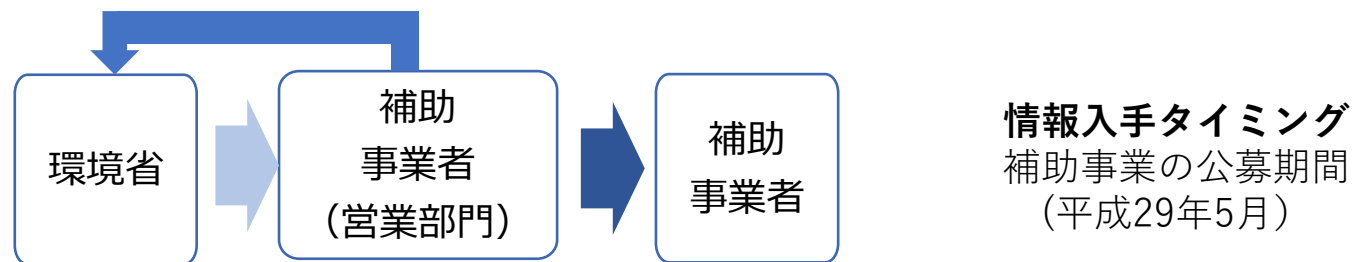 環境省
補助
事業者
（営業部門）
補助
事業者
情報入手タイミング
補助事業の公募期間
（平成29年5月）